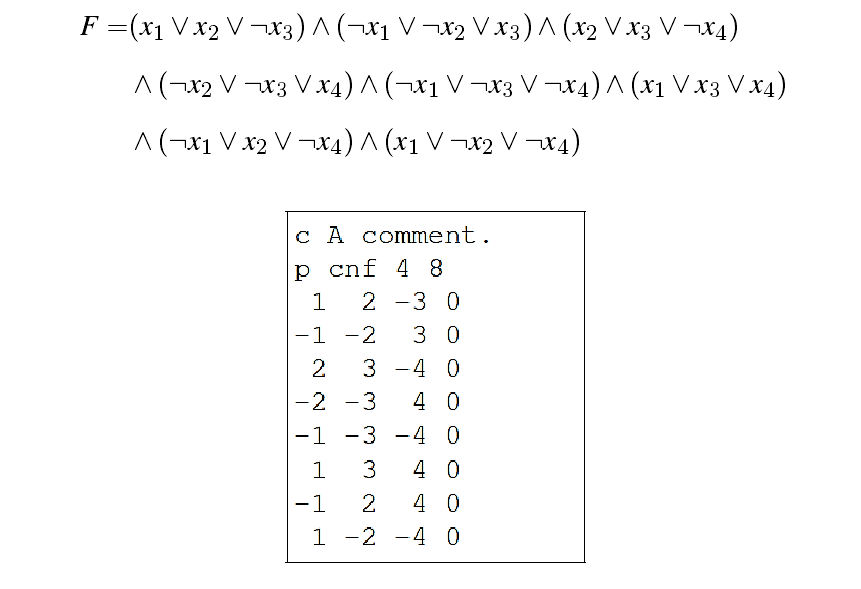 F =(x₁ ∨ x₂ ∨ ¬x₃) ∧ (¬x₁ ∨ ¬x₂ ∨ x₃) ∧ (x₂ ∨ x₃ ∨ ¬x₄)
∧ (¬x₂ ∨ ¬x₃ ∨ x₄) ∧ (¬x₁ ∨ ¬x₃ ∨ ¬x₄) ∧ (x₁ ∨ x₃ ∨ x₄)
∧ (¬x₁ ∨ x₂ ∨ ¬x₄) ∧ (x₁ ∨ ¬x₂ ∨ ¬x₄)
c A comment.
p cnf 4 8
1 2 −3 0
−1 −2 3 0
2 3 −4 0
−2 −3 4 0
−1 −3 −4 0
1 3 4 0
−1 2 4 0
1 −2 −4 0